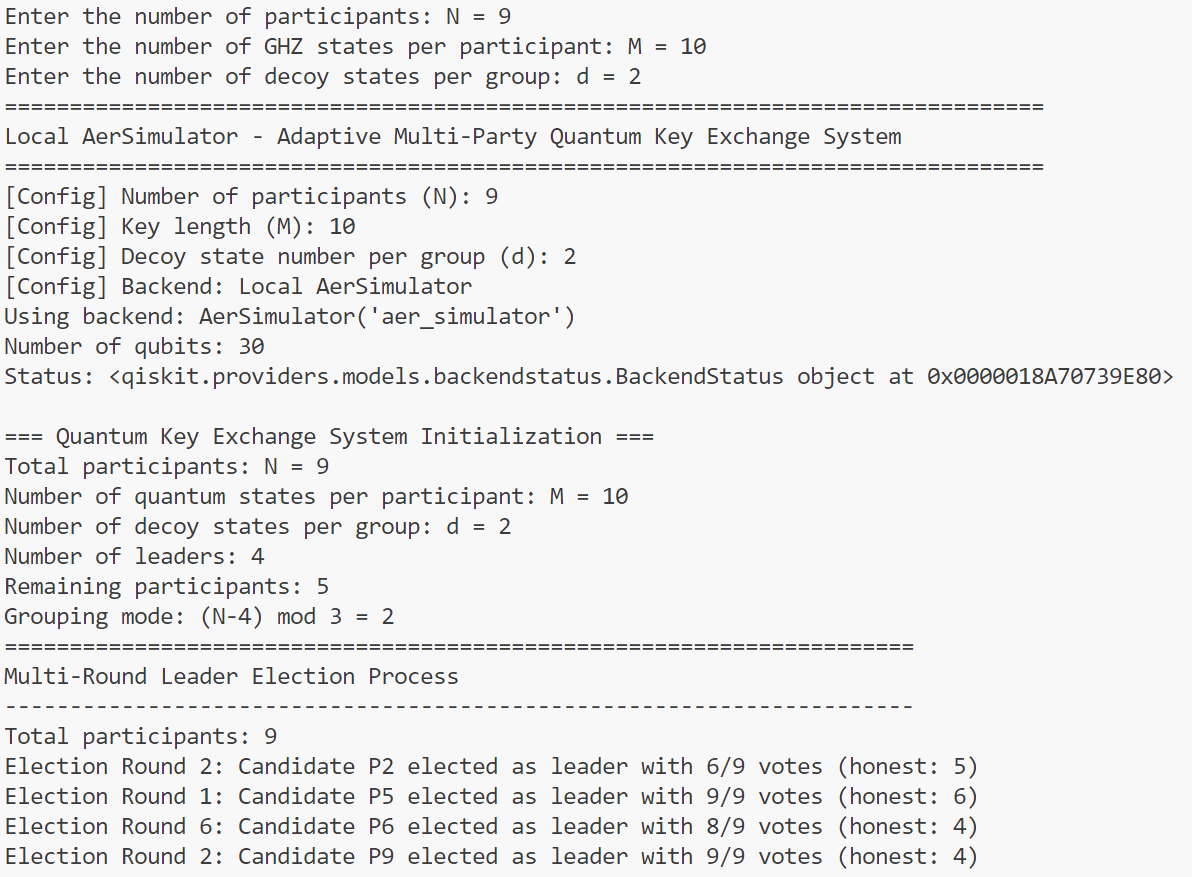 Enter the number of participants: N = 9
Enter the number of GHZ states per participant: M = 10
Enter the number of decoy states per group: d = 2
================================================================================
Local AerSimulator - Adaptive Multi-Party Quantum Key Exchange System
================================================================================
[Config] Number of participants (N): 9
[Config] Key length (M): 10
[Config] Decoy state number per group (d): 2
[Config] Backend: Local AerSimulator
Using backend: AerSimulator('aer_simulator')
Number of qubits: 30
Status: <qiskit.providers.models.backendstatus.BackendStatus object at 0x0000018A70739E80>

=== Quantum Key Exchange System Initialization ===
Total participants: N = 9
Number of quantum states per participant: M = 10
Number of decoy states per group: d = 2
Number of leaders: 4
Remaining participants: 5
Grouping mode: (N-4) mod 3 = 2
======================================================================
Multi-Round Leader Election Process
----------------------------------------------------------------------
Total participants: 9
Election Round 2: Candidate P2 elected as leader with 6/9 votes (honest: 5)
Election Round 1: Candidate P5 elected as leader with 9/9 votes (honest: 6)
Election Round 6: Candidate P6 elected as leader with 8/9 votes (honest: 4)
Election Round 2: Candidate P9 elected as leader with 9/9 votes (honest: 4)